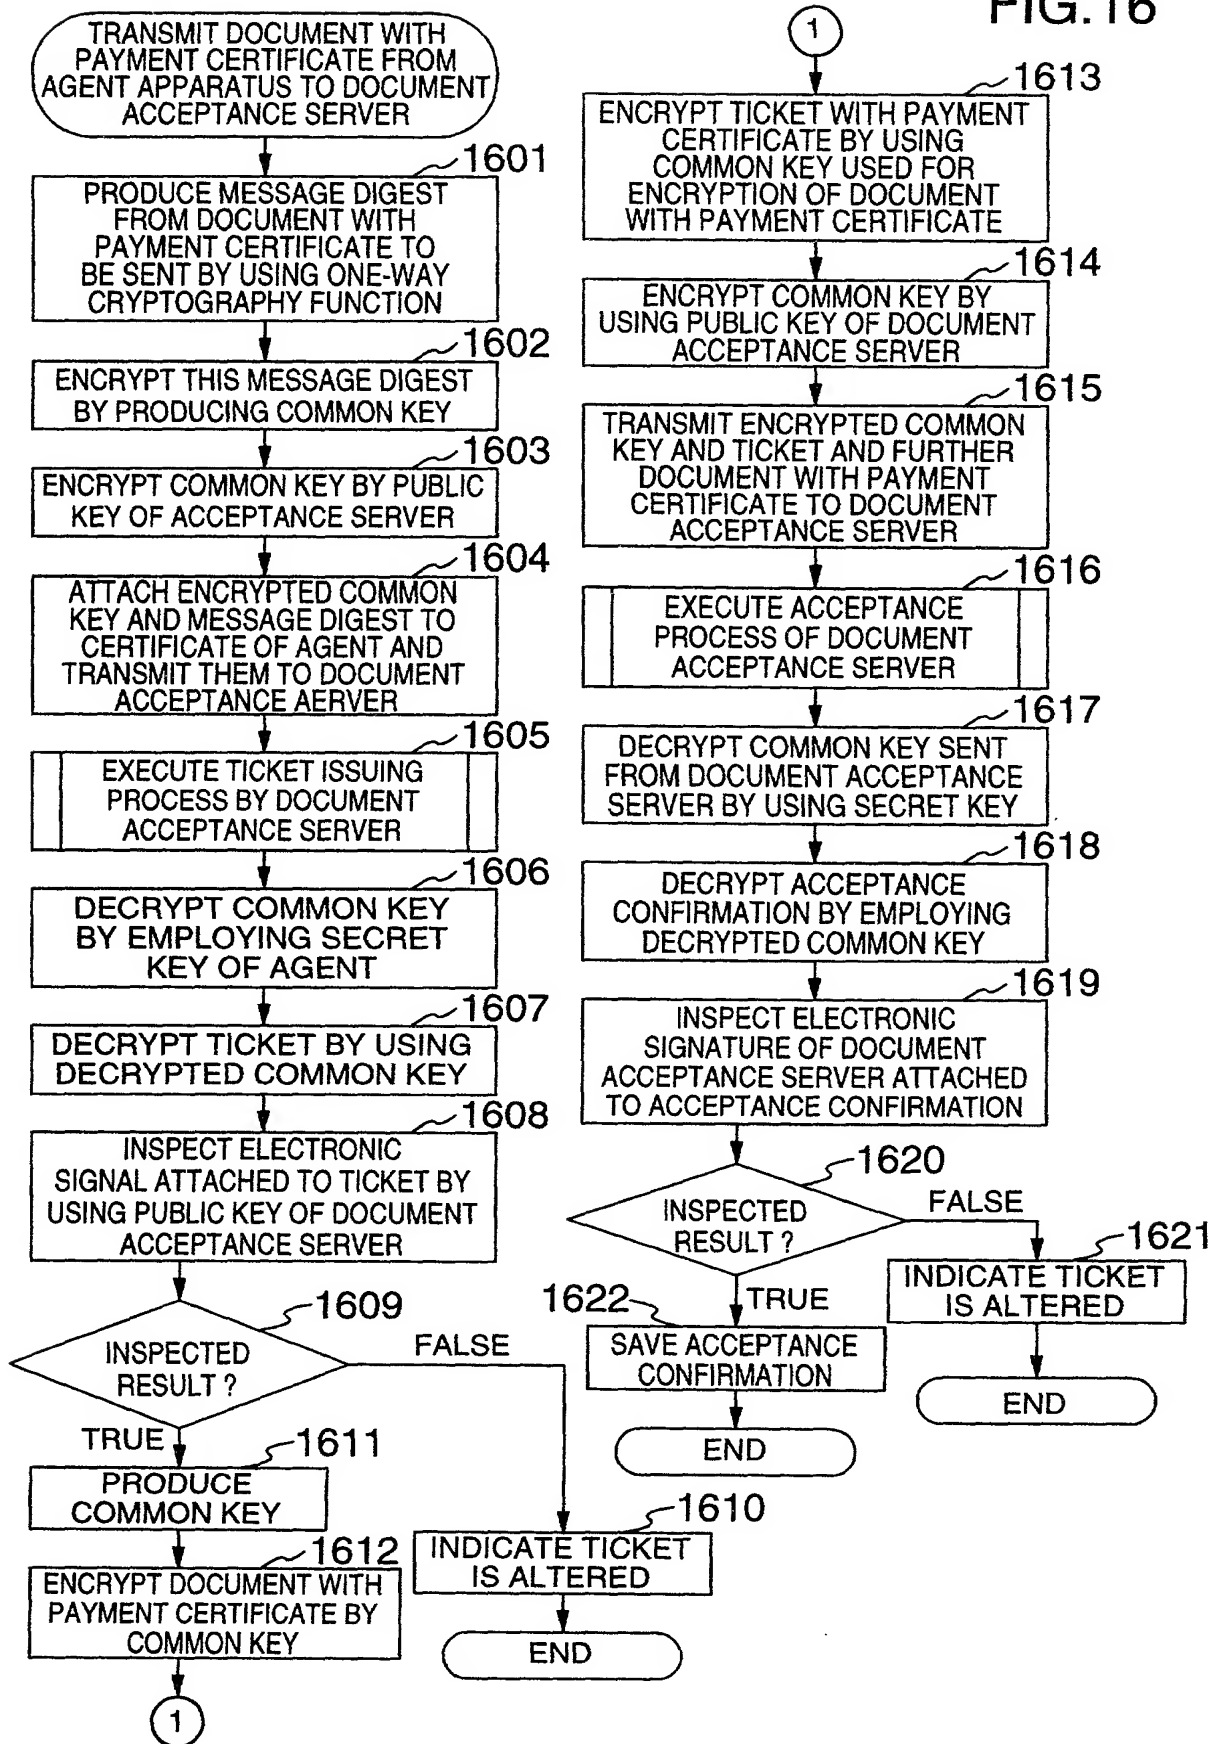 FIG.16
TRANSMIT DOCUMENT WITH
PAYMENT CERTIFICATE FROM
AGENT APPARATUS TO DOCUMENT
ACCEPTANCE SERVER
1601
PRODUCE MESSAGE DIGEST
FROM DOCUMENT WITH
PAYMENT CERTIFICATE TO
BE SENT BY USING ONE-WAY
CRYPTOGRAPHY FUNCTION
1602
ENCRYPT THIS MESSAGE DIGEST
BY PRODUCING COMMON KEY
1603
ENCRYPT COMMON KEY BY PUBLIC
KEY OF ACCEPTANCE SERVER
1604
ATTACH ENCRYPTED COMMON
KEY AND MESSAGE DIGEST TO
CERTIFICATE OF AGENT AND
TRANSMIT THEM TO DOCUMENT
ACCEPTANCE AERVER
1605
EXECUTE TICKET ISSUING
PROCESS BY DOCUMENT
ACCEPTANCE SERVER
1606
DECRYPT COMMON KEY
BY EMPLOYING SECRET
KEY OF AGENT
1607
DECRYPT TICKET BY USING
DECRYPTED COMMON KEY
1608
INSPECT ELECTRONIC
SIGNAL ATTACHED TO TICKET BY
USING PUBLIC KEY OF DOCUMENT
ACCEPTANCE SERVER
1609
INSPECTED
RESULT ?
FALSE
TRUE
1611
PRODUCE
COMMON KEY
1610
INDICATE TICKET
IS ALTERED
END
1612
ENCRYPT DOCUMENT WITH
PAYMENT CERTIFICATE BY
COMMON KEY
1
1
1613
ENCRYPT TICKET WITH PAYMENT
CERTIFICATE BY USING
COMMON KEY USED FOR
ENCRYPTION OF DOCUMENT
WITH PAYMENT CERTIFICATE
1614
ENCRYPT COMMON KEY BY
USING PUBLIC KEY OF DOCUMENT
ACCEPTANCE SERVER
1615
TRANSMIT ENCRYPTED COMMON
KEY AND TICKET AND FURTHER
DOCUMENT WITH PAYMENT
CERTIFICATE TO DOCUMENT
ACCEPTANCE SERVER
1616
EXECUTE ACCEPTANCE
PROCESS OF DOCUMENT
ACCEPTANCE SERVER
1617
DECRYPT COMMON KEY SENT
FROM DOCUMENT ACCEPTANCE
SERVER BY USING SECRET KEY
1618
DECRYPT ACCEPTANCE
CONFIRMATION BY EMPLOYING
DECRYPTED COMMON KEY
1619
INSPECT ELECTRONIC
SIGNATURE OF DOCUMENT
ACCEPTANCE SERVER ATTACHED
TO ACCEPTANCE CONFIRMATION
1620
INSPECTED
RESULT ?
FALSE
1621
INDICATE TICKET
IS ALTERED
END
TRUE
1622
SAVE ACCEPTANCE
CONFIRMATION
END